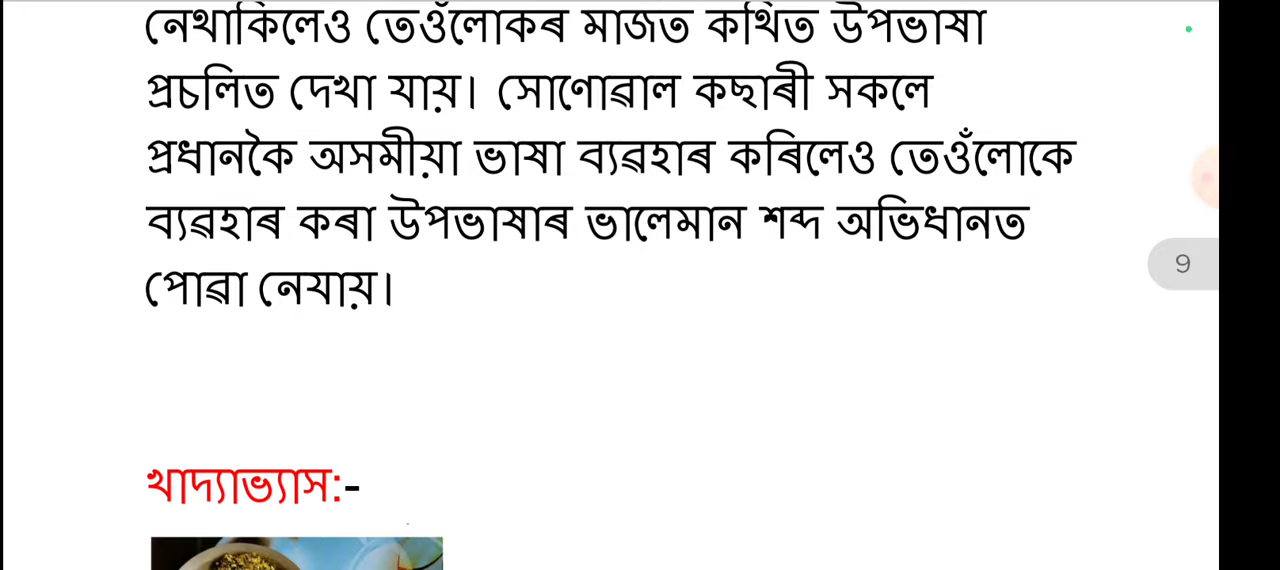 নেথাকিলেও তেওঁলোকৰ মাজত কথিত উপভাষা
প্ৰচলিত দেখা যায়। সোণোৱাল কছাৰী সকলে
প্ৰধানকৈ অসমীয়া ভাষা ব্যৱহাৰ কৰিলেও তেওঁলোকে
ব্যৱহাৰ কৰা উপভাষাৰ ভালেমান শব্দ অভিধানত
পোৱা নেযায়।
9
খাদ্যাভ্যাস:-